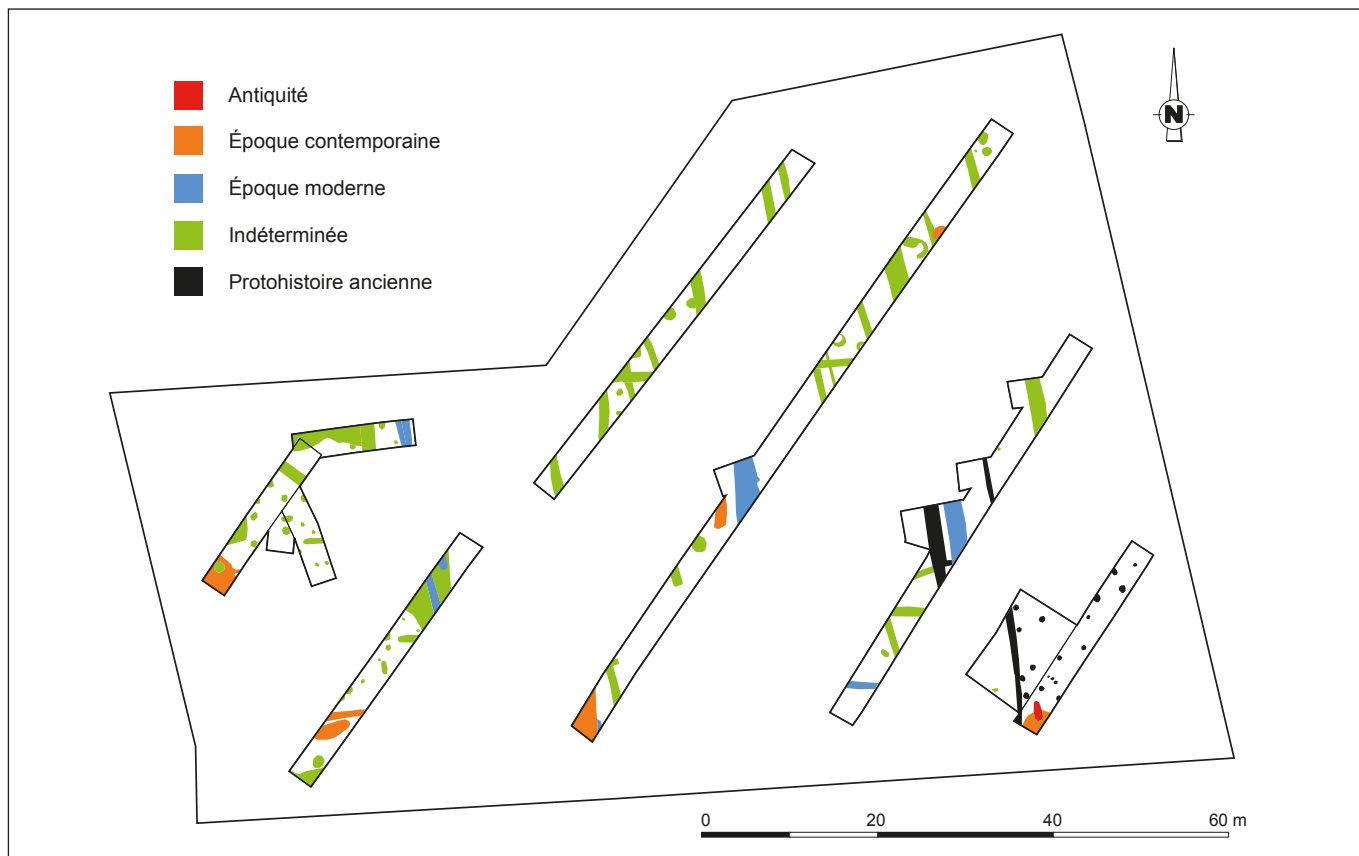 Antiquité
Époque contemporaine
Époque moderne
Indéterminée
Protohistoire ancienne
N
0 20 40 60 m